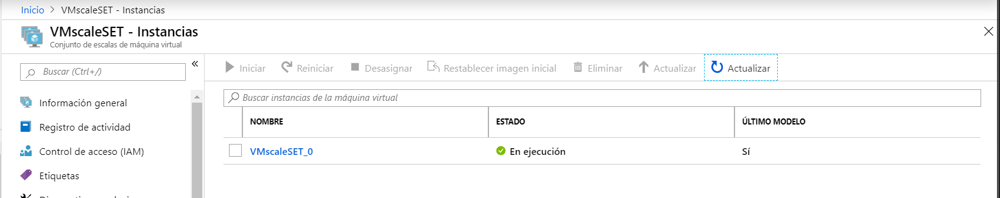 Inicio > VMscaleSET - Instancias
VMscaleSET - Instancias
Conjunto de escalas de máquina virtual
Buscar (Ctrl+/)
Información general
Registro de actividad
Control de acceso (IAM)
Etiquetas
Iniciar Reiniciar Desasignar Restablecer imagen inicial Eliminar Actualizar Actualizar
Buscar instancias de la máquina virtual
NOMBRE ESTADO ÚLTIMO MODELO
VMscaleSET_0 En ejecución Sí